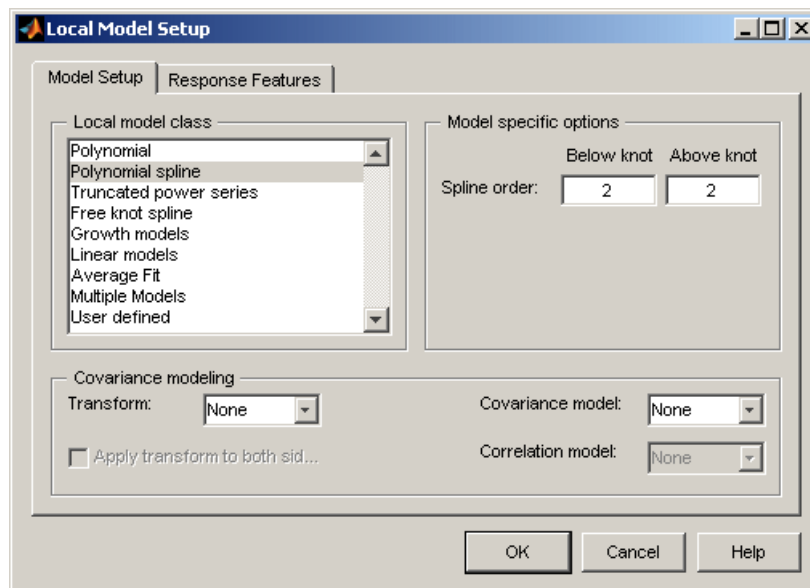 Local Model Setup
Model Setup
Response Features
Local model class
Polynomial
Polynomial spline
Truncated power series
Free knot spline
Growth models
Linear models
Average Fit
Multiple Models
User defined
Model specific options
Below knot Above knot
Spline order: 2 2
Covariance modeling
Transform: None
Apply transform to both sid...
Covariance model: None
Correlation model: None
OK Cancel Help